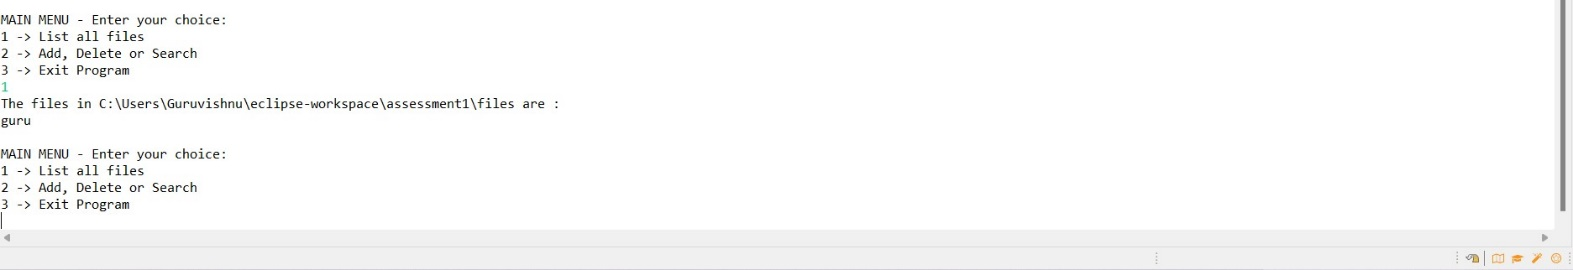 MAIN MENU - Enter your choice:
1 -> List all files
2 -> Add, Delete or Search
3 -> Exit Program
1
The files in C:\Users\Guruvishnu\eclipse-workspace\assessment1\files are :
guru
MAIN MENU - Enter your choice:
1 -> List all files
2 -> Add, Delete or Search
3 -> Exit Program